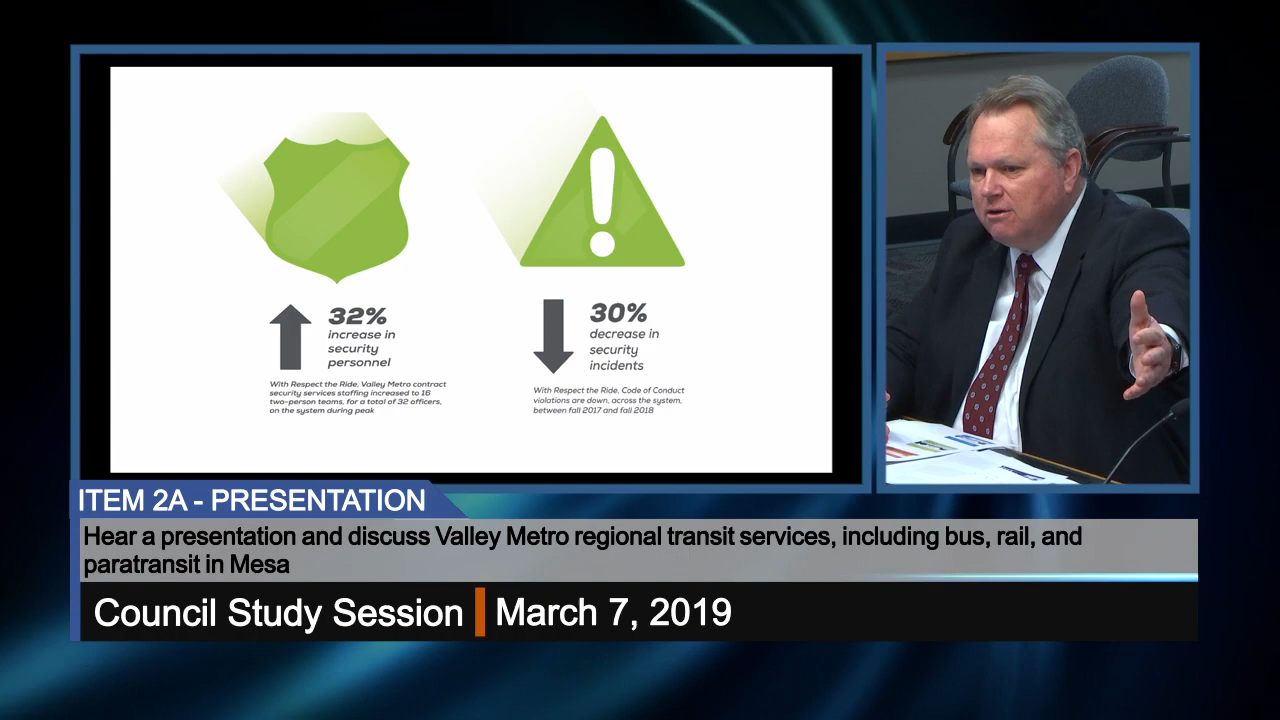 32%
increase in
security
personnel
With Respect the Ride, Valley Metro contract
security services staffing increased to 16
two-person teams, for a total of 32 officers,
on the system during peak
30%
decrease in
security
incidents
With Respect the Ride, Code of Conduct
violations are down, across the system,
between fall 2017 and fall 2018
ITEM 2A - PRESENTATION
Hear a presentation and discuss Valley Metro regional transit services, including bus, rail, and
paratransit in Mesa
Council Study Session March 7, 2019